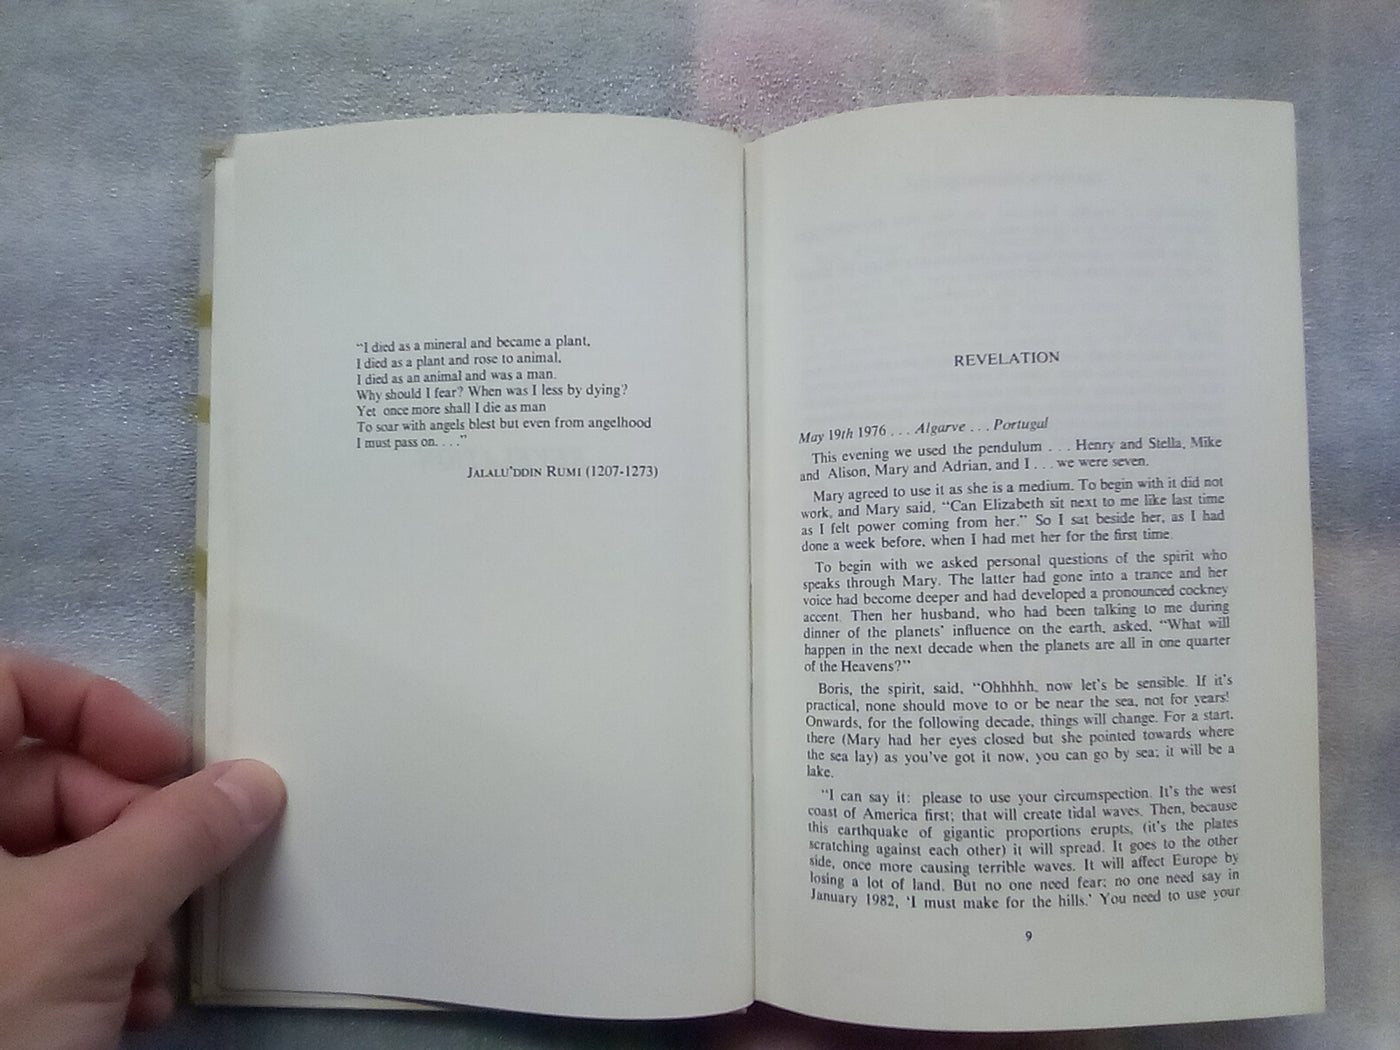 “I died as a mineral and became a plant,
I died as a plant and rose to animal,
I died as an animal and was a man.
Why should I fear? When was I less by dying?
Yet once more shall I die as man
To soar with angels blest but even from angelhood
I must pass on. . . .”
JALALU’DDIN RUMI (1207-1273)
REVELATION
May 19th 1976 . . . Algarve . . . Portugal
This evening we used the pendulum . . . Henry and Stella, Mike
and Alison, Mary and Adrian, and I . . . we were seven.
Mary agreed to use it as she is a medium. To begin with it did not
work, and Mary said, “Can Elizabeth sit next to me like last time
as I felt power coming from her.” So I sat beside her, as I had
done a week before, when I had met her for the first time.
To begin with we asked personal questions of the spirit who
speaks through Mary. The latter had gone into a trance and her
voice had become deeper and had developed a pronounced cockney
accent. Then her husband, who had been talking to me during
dinner of the planets’ influence on the earth, asked, “What will
happen in the next decade when the planets are all in one quarter
of the Heavens?”
Boris, the spirit, said, “Ohhhhh, now let’s be sensible. If it’s
practical, none should move to or be near the sea, not for years!
Onwards, for the following decade, things will change. For a start,
there (Mary had her eyes closed but she pointed towards where
the sea lay) as you’ve got it now, you can go by sea; it will be a
lake.
“I can say it: please to use your circumspection. It’s the west
coast of America first; that will create tidal waves. Then, because
this earthquake of gigantic proportions erupts, (it’s the plates
scratching against each other) it will spread. It goes to the other
side, once more causing terrible waves. It will affect Europe by
losing a lot of land. But no one need fear; no one need say in
January 1982, ‘I must make for the hills.’ You need to use your
9